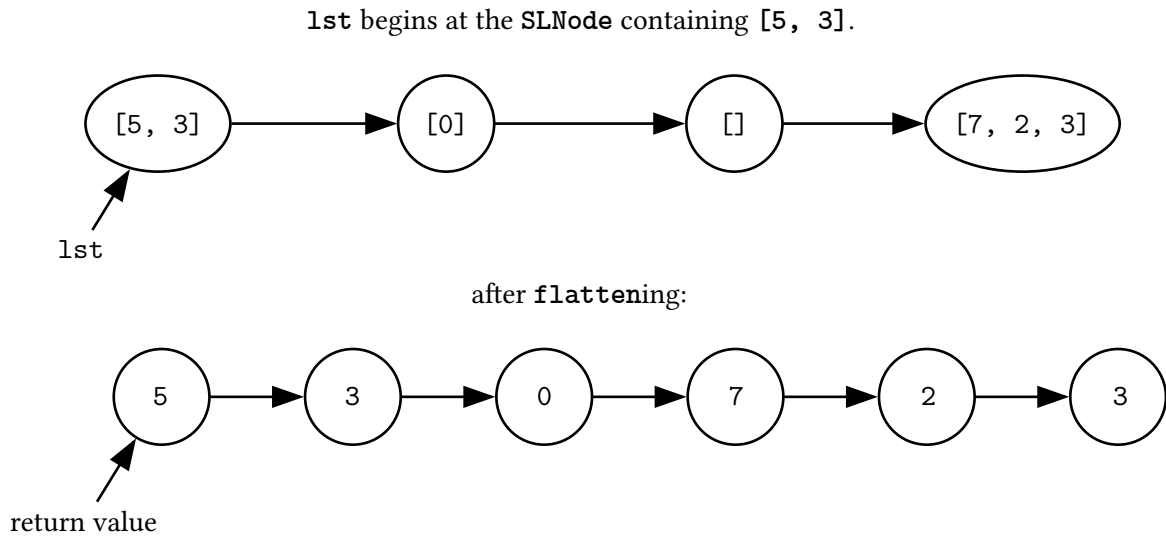 lst begins at the SLNode containing [5, 3].
[5, 3] [0] [] [7, 2, 3]
lst
after flattening:
5 3 0 7 2 3
return value